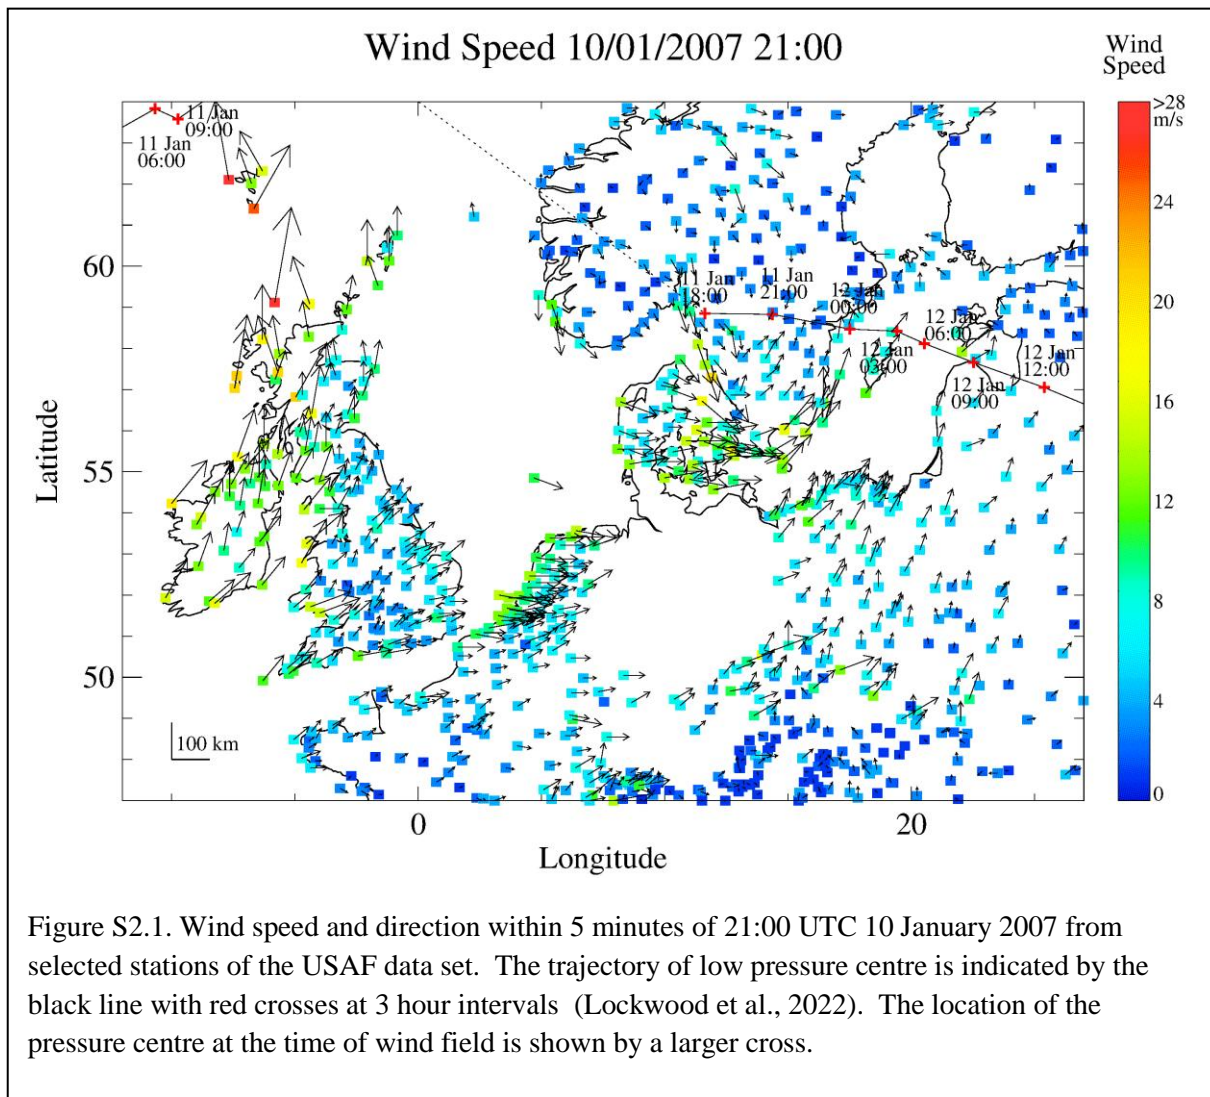 Wind Speed 10/01/2007 21:00
Wind
Speed
>28
m/s
24
20
16
12
8
4
0
11 Jan
09:00
11 Jan
06:00
11 Jan
18:00
11 Jan
21:00
12 Jan
00:00
12 Jan
03:00
12 Jan
06:00
12 Jan
09:00
12 Jan
12:00
60
55
50
Latitude
100 km
0
20
Longitude
Figure S2.1. Wind speed and direction within 5 minutes of 21:00 UTC 10 January 2007 from
selected stations of the USAF data set. The trajectory of low pressure centre is indicated by the
black line with red crosses at 3 hour intervals (Lockwood et al., 2022). The location of the
pressure centre at the time of wind field is shown by a larger cross.